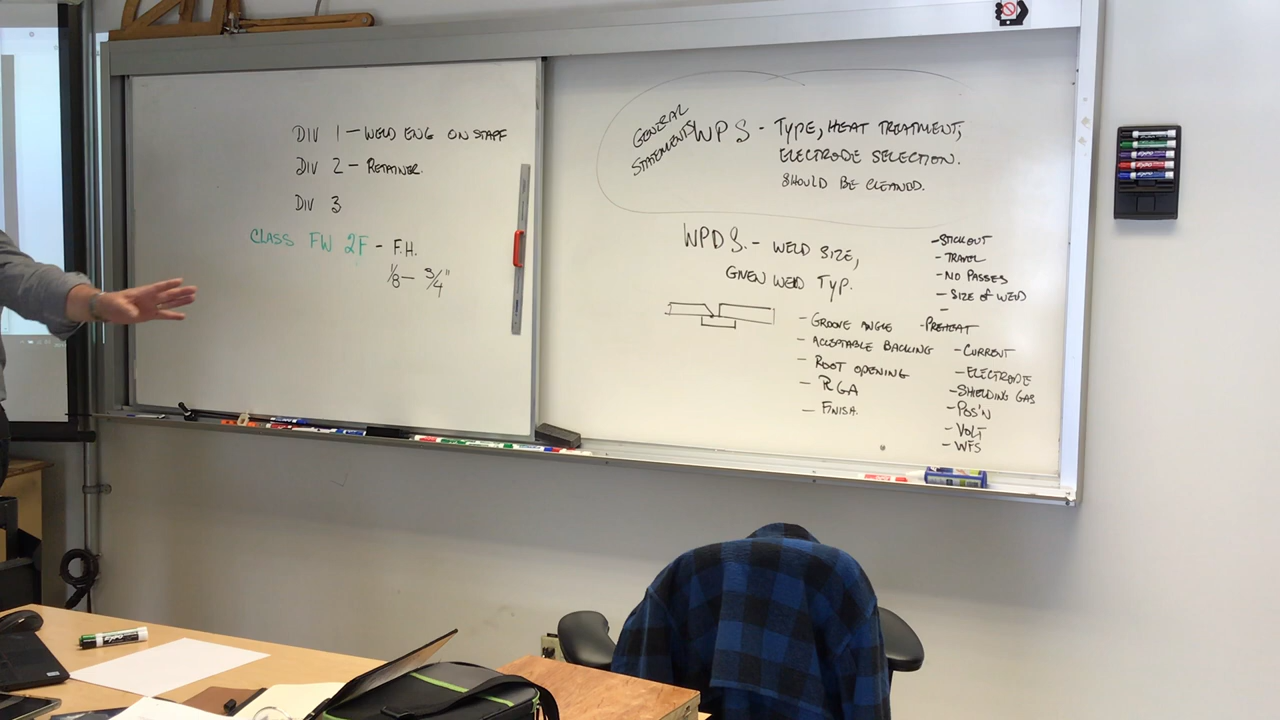 DIV 1 - WELD ENG ON STAFF
DIV 2 - RETAINER.
DIV 3
CLASS FW 2F - F.H.
1/8 - 3/4"
GENERAL
STATEMENTS
WPS - TYPE, HEAT TREATMENT,
ELECTRODE SELECTION.
SHOULD BE CLEANED.
WPDS. - WELD SIZE,
GIVEN WELD TYP.
- GROOVE ANGLE
- ACCEPTABLE BACKING
- ROOT OPENING
- RGA
- FINISH.
- STICKOUT
- TRAVEL
- NO PASSES
- SIZE OF WELD
-
- PREHEAT
- CURRENT
- ELECTRODE
- SHIELDING GAS
- POS'N
- VOLT
- WFS